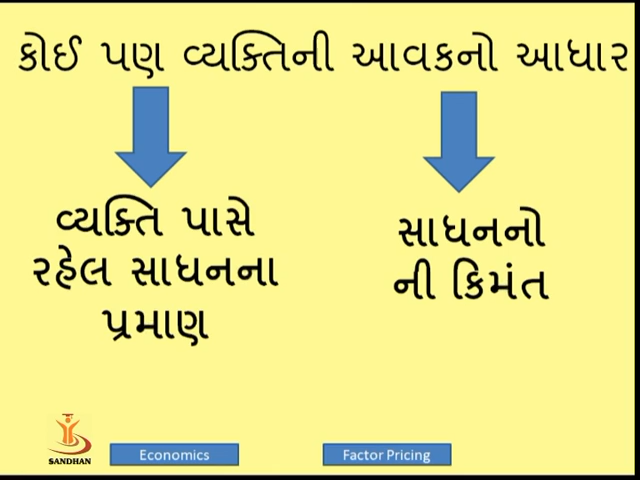 કોઈ પણ વ્યક્તિની આવકનો આધાર
વ્યક્તિ પાસે
રહેલ સાધનના
પ્રમાણ
સાધનનો
ની કિમંત
SANDHAN
Economics
Factor Pricing